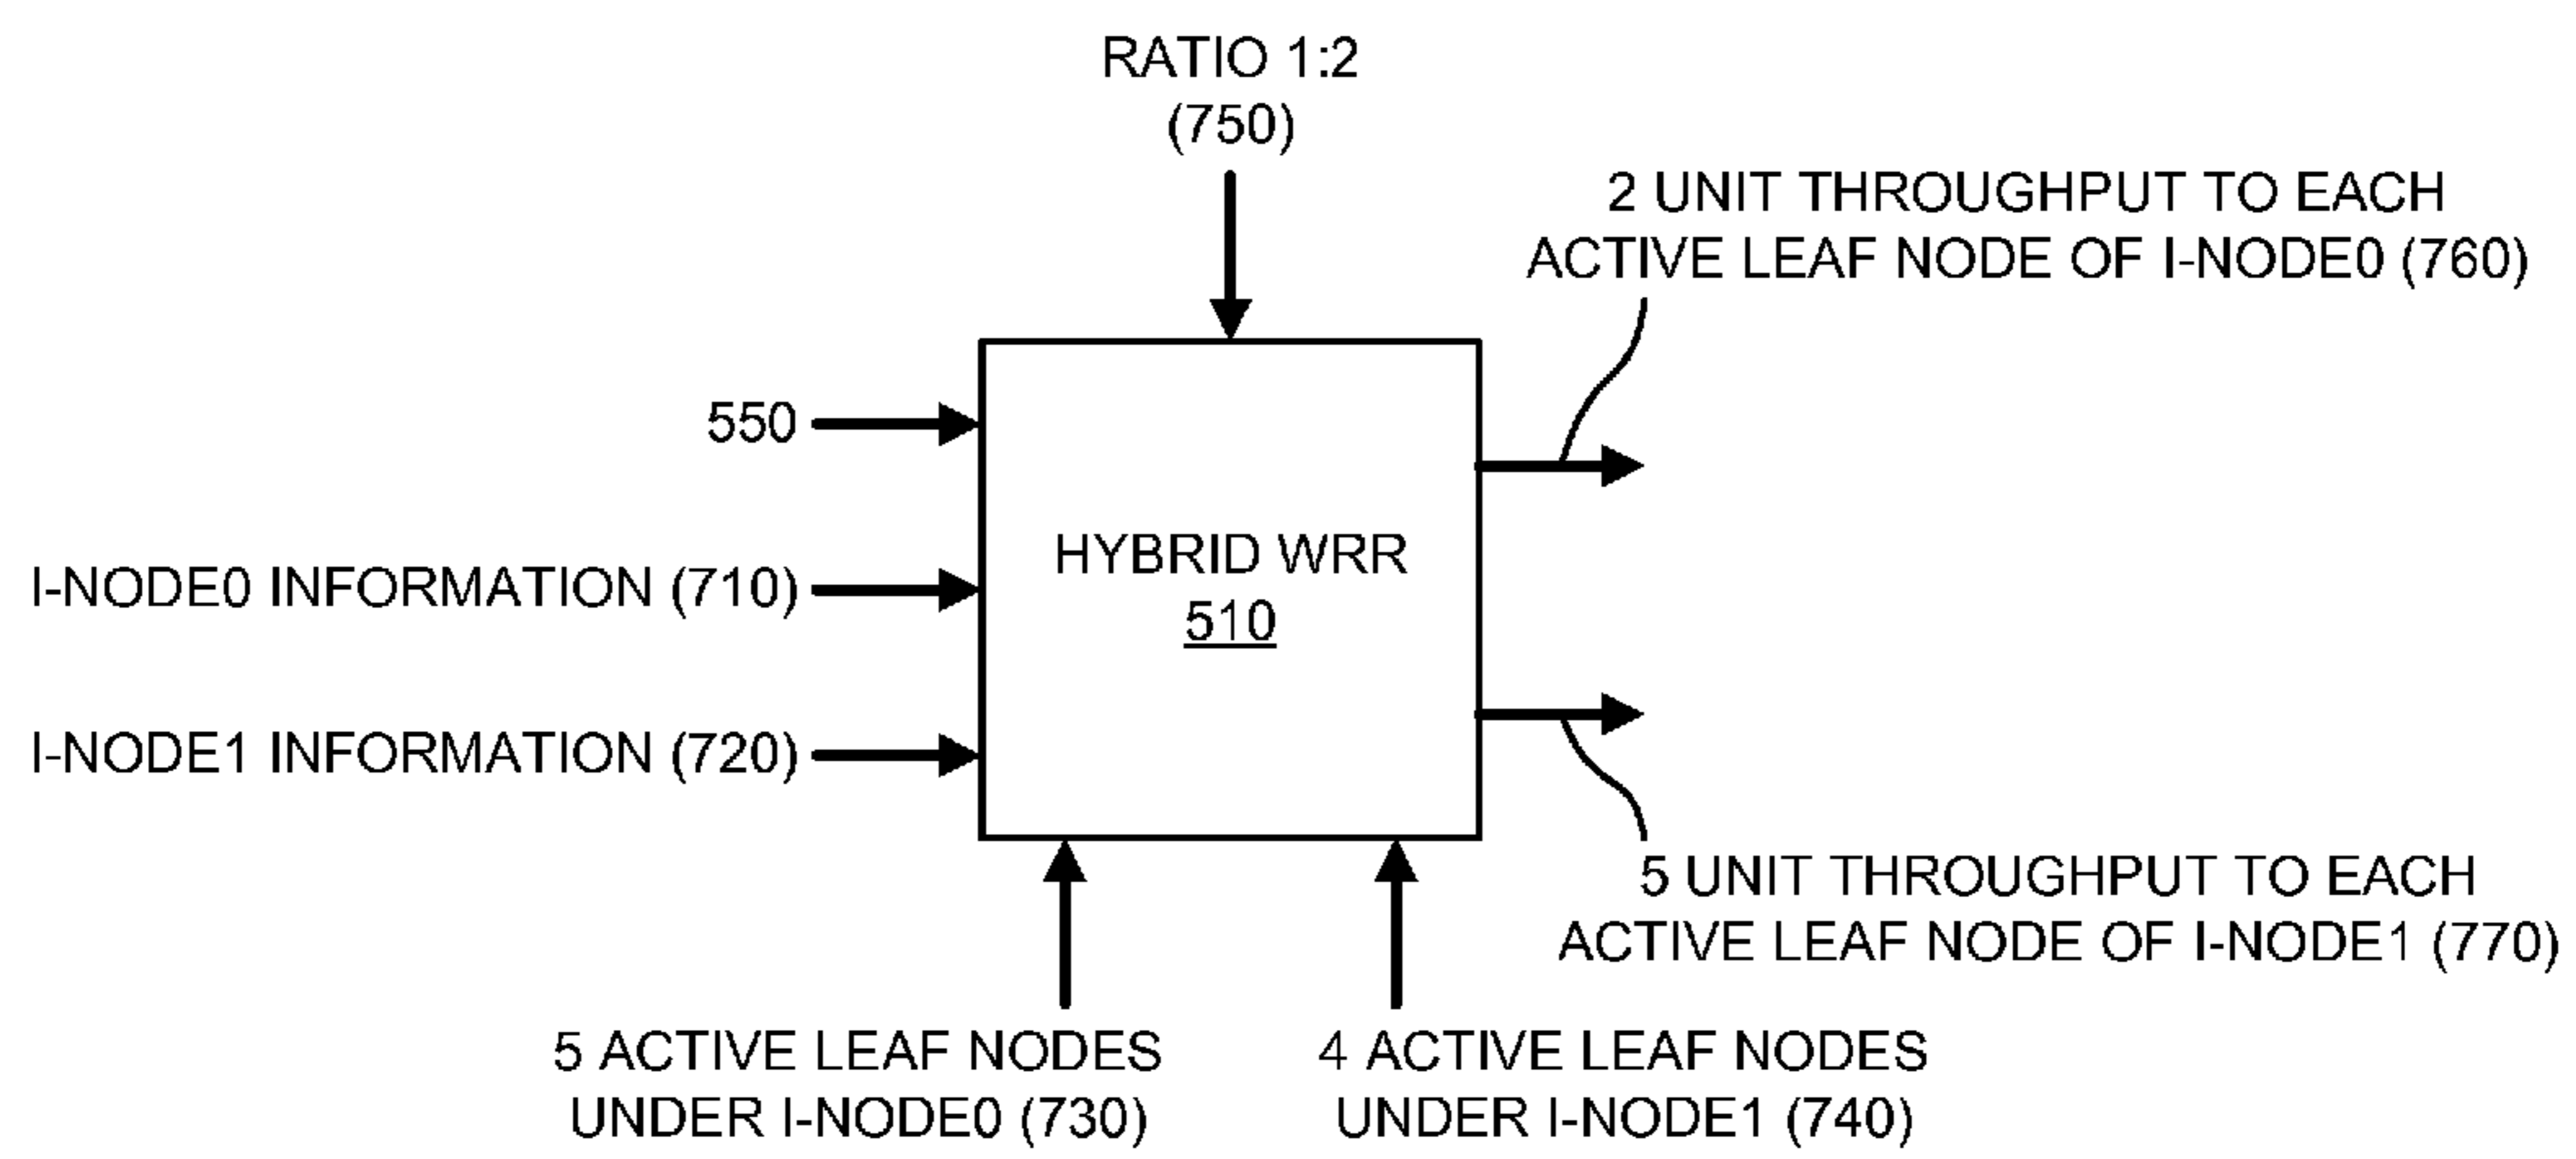 RATIO 1:2
(750)
2 UNIT THROUGHPUT TO EACH
ACTIVE LEAF NODE OF I-NODE0 (760)
550
I-NODE0 INFORMATION (710)
HYBRID WRR
510
I-NODE1 INFORMATION (720)
5 UNIT THROUGHPUT TO EACH
ACTIVE LEAF NODE OF I-NODE1 (770)
5 ACTIVE LEAF NODES
UNDER I-NODE0 (730)
4 ACTIVE LEAF NODES
UNDER I-NODE1 (740)